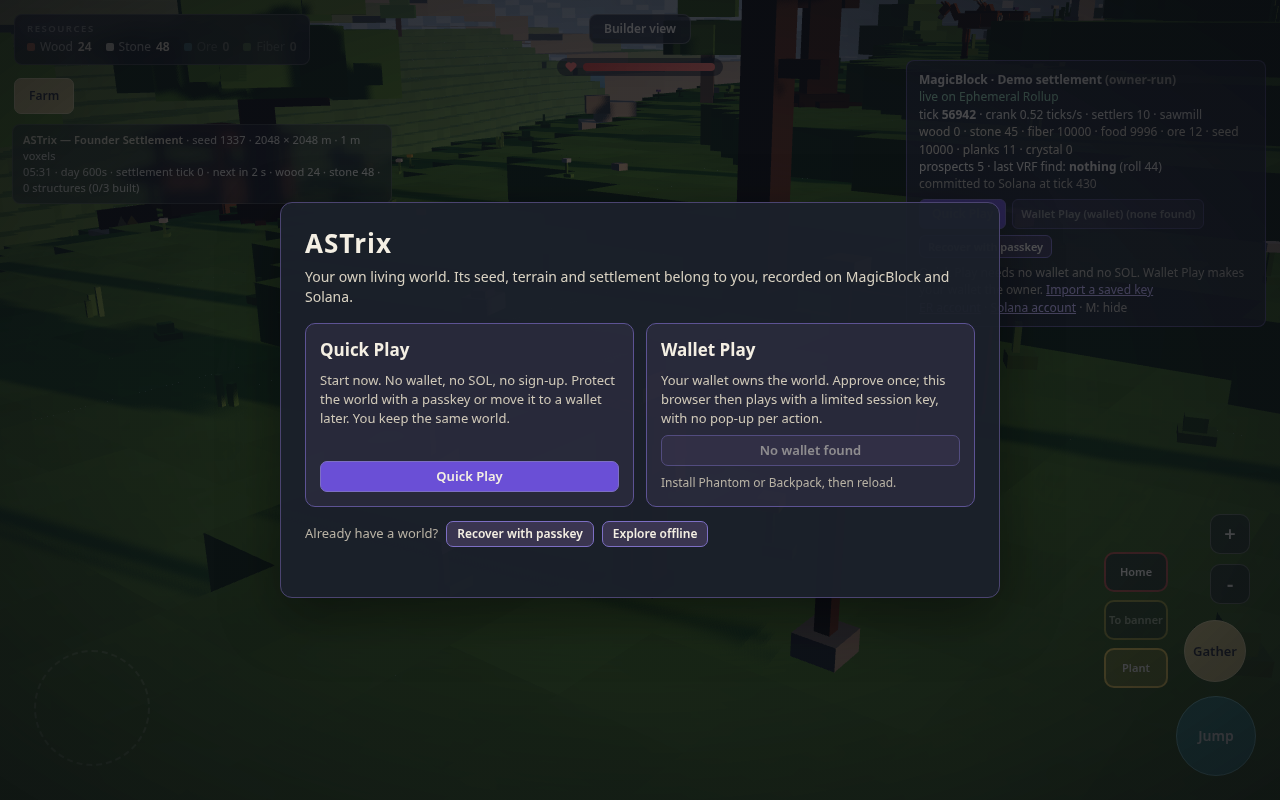 RESOURCES
Wood 24 Stone 48 Ore 0 Fiber 0
Builder view
Farm
ASTrix — Founder Settlement · seed 1337 · 2048 × 2048 m · 1 m
voxels
05:31 · day 600s · settlement tick 0 · next in 2 s · wood 24 · stone 48 ·
0 structures (0/3 built)
MagicBlock · Demo settlement (owner-run)
live on Ephemeral Rollup
tick 56942 · crank 0.52 ticks/s · settlers 10 · sawmill
wood 0 · stone 45 · fiber 10000 · food 9996 · ore 12 · seed
10000 · planks 11 · crystal 0
prospects 5 · last VRF find: nothing (roll 44)
committed to Solana at tick 430
Wallet Play (wallet) (none found)
passkey
no wallet and no SOL. Wallet Play makes
owner. Import a saved key
account · M: hide
ASTrix
Your own living world. Its seed, terrain and settlement belong to you, recorded on MagicBlock and
Solana.
Quick Play
Start now. No wallet, no SOL, no sign-up. Protect
the world with a passkey or move it to a wallet
later. You keep the same world.
Quick Play
Wallet Play
Your wallet owns the world. Approve once; this
browser then plays with a limited session key,
with no pop-up per action.
No wallet found
Install Phantom or Backpack, then reload.
Already have a world? Recover with passkey Explore offline
+
-
Home
To banner
Plant
Gather
Jump